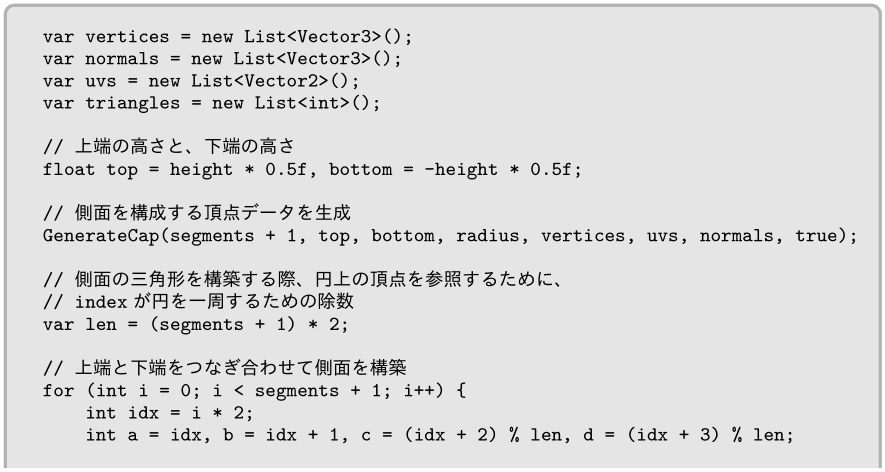 var vertices = new List<Vector3>();
var normals = new List<Vector3>();
var uvs = new List<Vector2>();
var triangles = new List<int>();
// 上端の高さと、下端の高さ
float top = height * 0.5f, bottom = -height * 0.5f;
// 側面を構成する頂点データを生成
GenerateCap(segments + 1, top, bottom, radius, vertices, uvs, normals, true);
// 側面の三角形を構築する際、円上の頂点を参照するために、
// index が円を一周するための除数
var len = (segments + 1) * 2;
// 上端と下端をつなぎ合わせて側面を構築
for (int i = 0; i < segments + 1; i++) {
    int idx = i * 2;
    int a = idx, b = idx + 1, c = (idx + 2) % len, d = (idx + 3) % len;